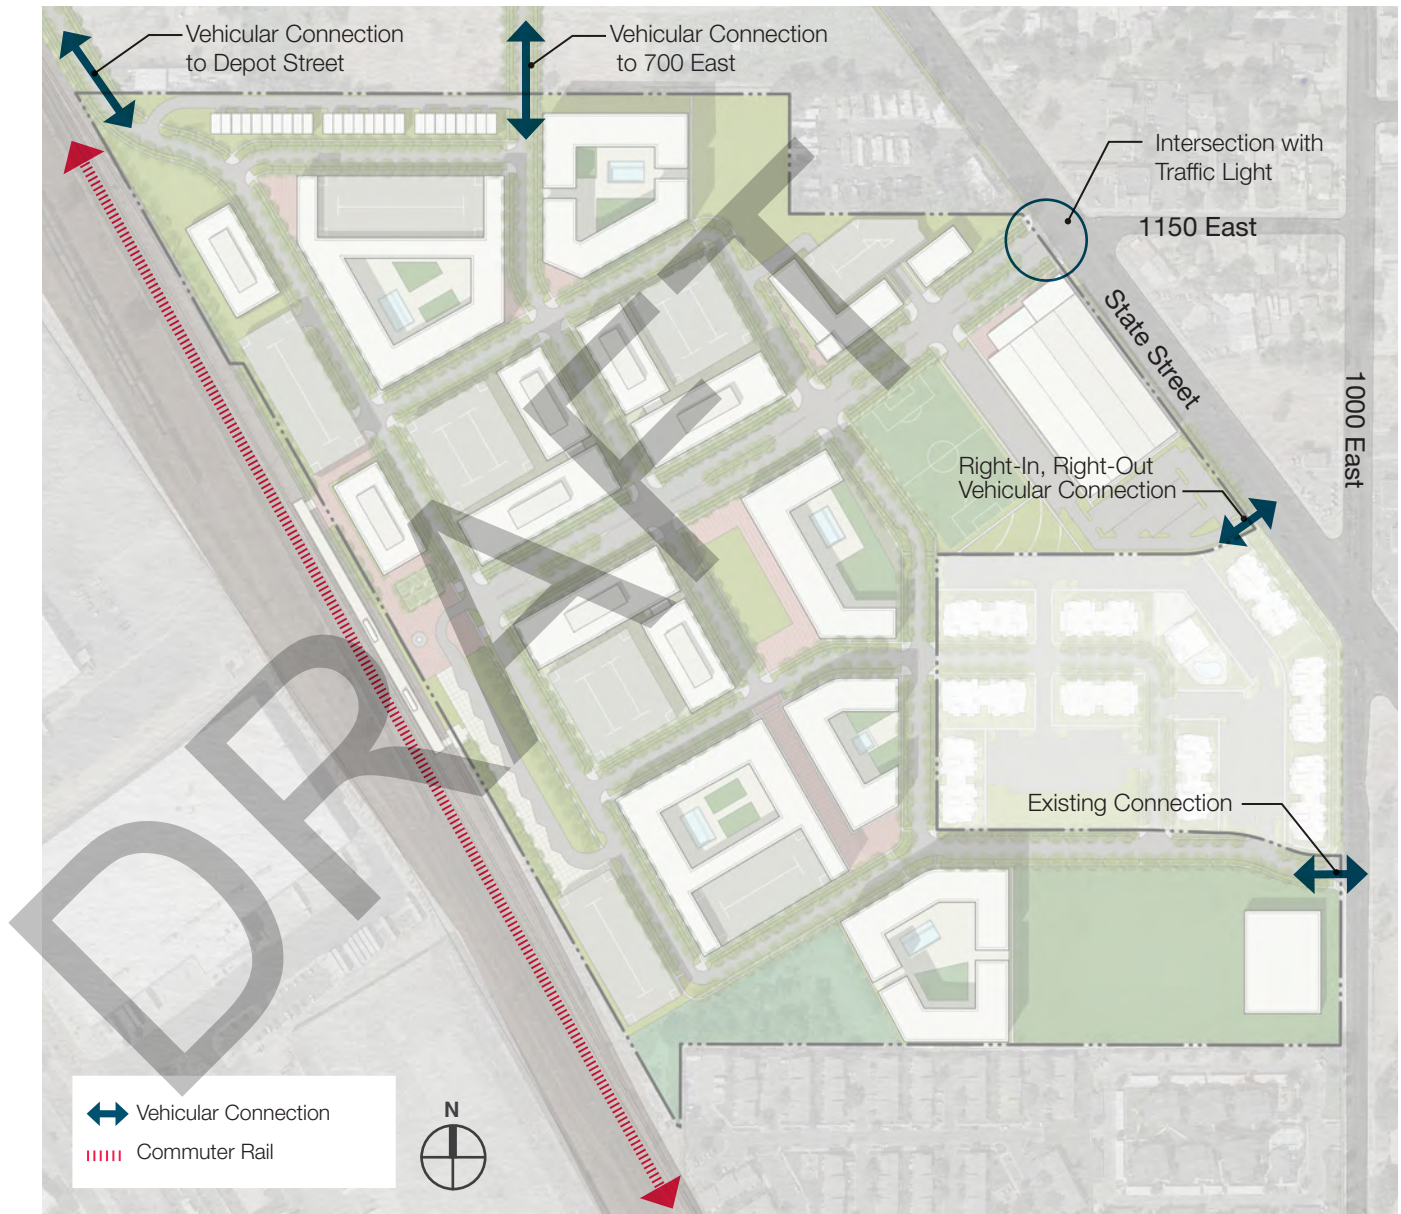 Vehicular Connection
to Depot Street
Vehicular Connection
to 700 East
Intersection with
Traffic Light
1150 East
State Street
1000 East
Right-In, Right-Out
Vehicular Connection
Existing Connection
DRAFT
Vehicular Connection
Commuter Rail
N